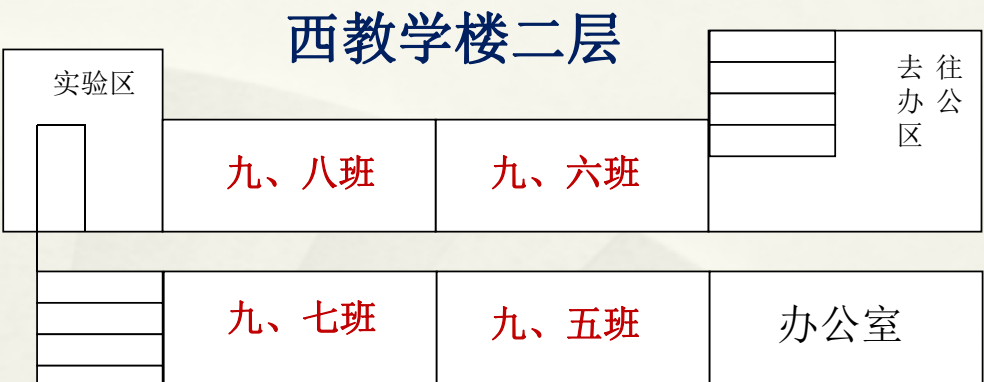 西教学楼二层
实验区
去往
办公
区
九、八班
九、六班
九、七班
九、五班
办公室